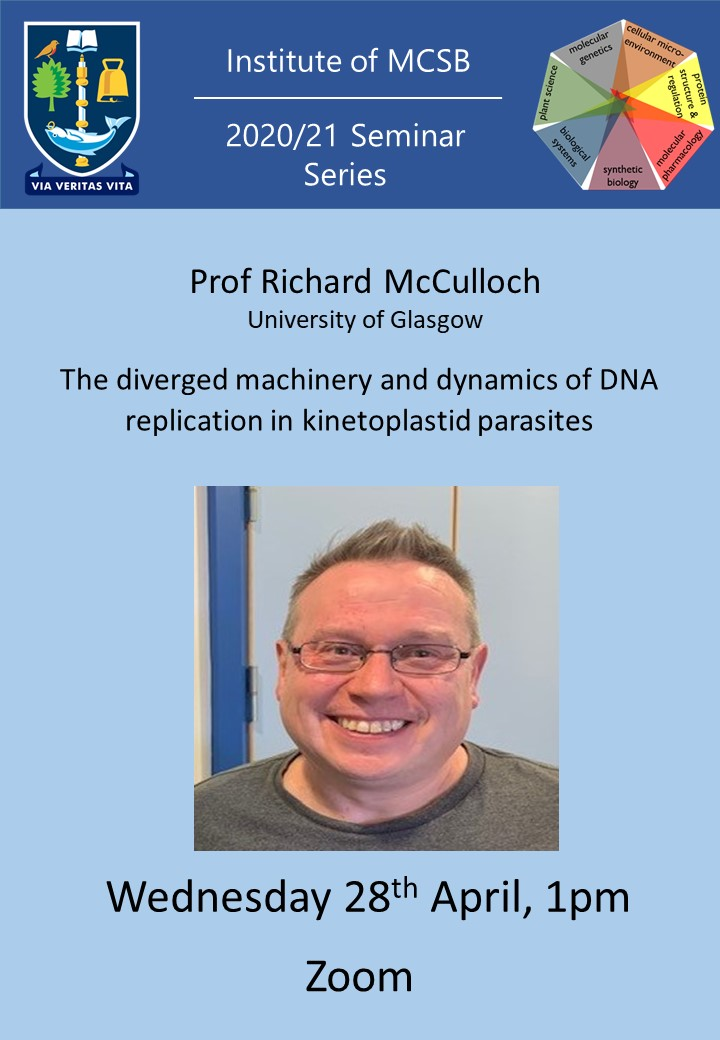 Institute of MCSB
2020/21 Seminar
Series
VIA VERITAS VITA
molecular
genetics
cellular micro-
environment
protein
structure &
regulation
molecular
pharmacology
synthetic
biology
biological
systems
plant science
Prof Richard McCulloch
University of Glasgow
The diverged machinery and dynamics of DNA
replication in kinetoplastid parasites
Wednesday 28th April, 1pm
Zoom